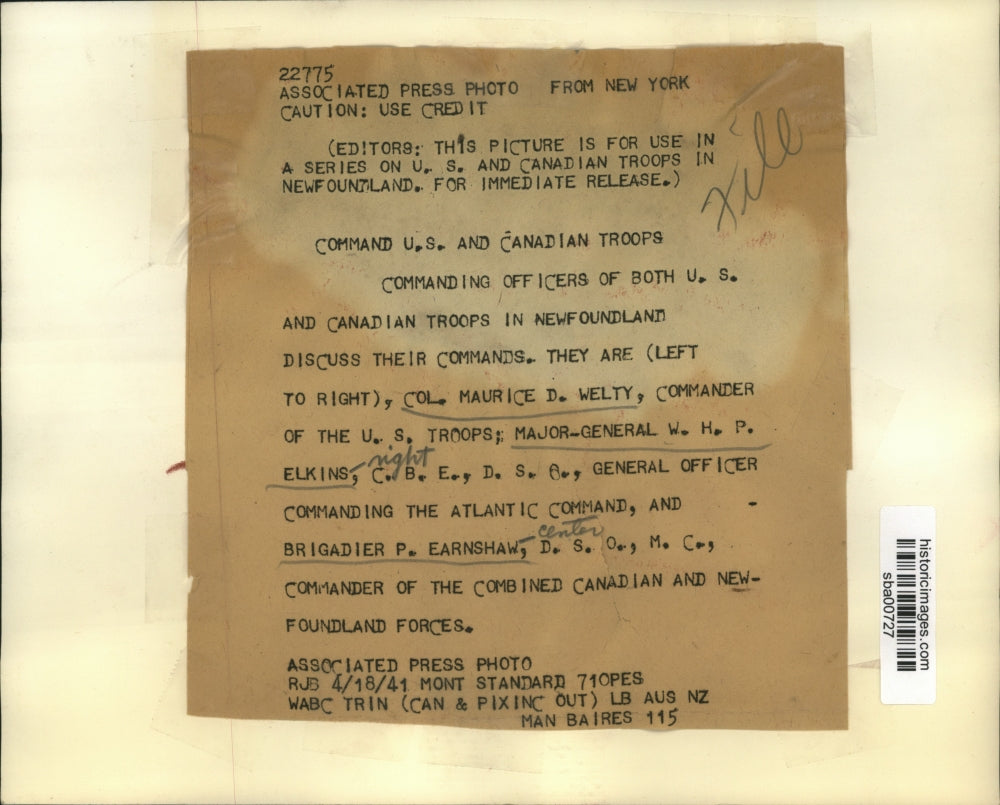 22775
ASSOCIATED PRESS PHOTO FROM NEW YORK
CAUTION: USE CREDIT
(EDITORS: THIS PICTURE IS FOR USE IN
A SERIES ON U. S. AND CANADIAN TROOPS IN
NEWFOUNDLAND. FOR IMMEDIATE RELEASE.)
COMMAND U.S. AND CANADIAN TROOPS
COMMANDING OFFICERS OF BOTH U. S.
AND CANADIAN TROOPS IN NEWFOUNDLAND
DISCUSS THEIR COMMANDS. THEY ARE (LEFT
TO RIGHT), COL. MAURICE D. WELTY, COMMANDER
OF THE U. S. TROOPS; MAJOR-GENERAL W. H. P.
right
ELKINS, C. B. E., D. S. O., GENERAL OFFICER
COMMANDING THE ATLANTIC COMMAND, AND -
center
BRIGADIER P. EARNSHAW, D. S. O., M. C.,
COMMANDER OF THE COMBINED CANADIAN AND NEW-
FOUNDLAND FORCES.
ASSOCIATED PRESS PHOTO
RJB 4/18/41 MONT STANDARD 710PES
WABC TRIN (CAN & PIXINC OUT) LB AUS NZ
MAN BAIRES 115
historicimages.com
sba00727